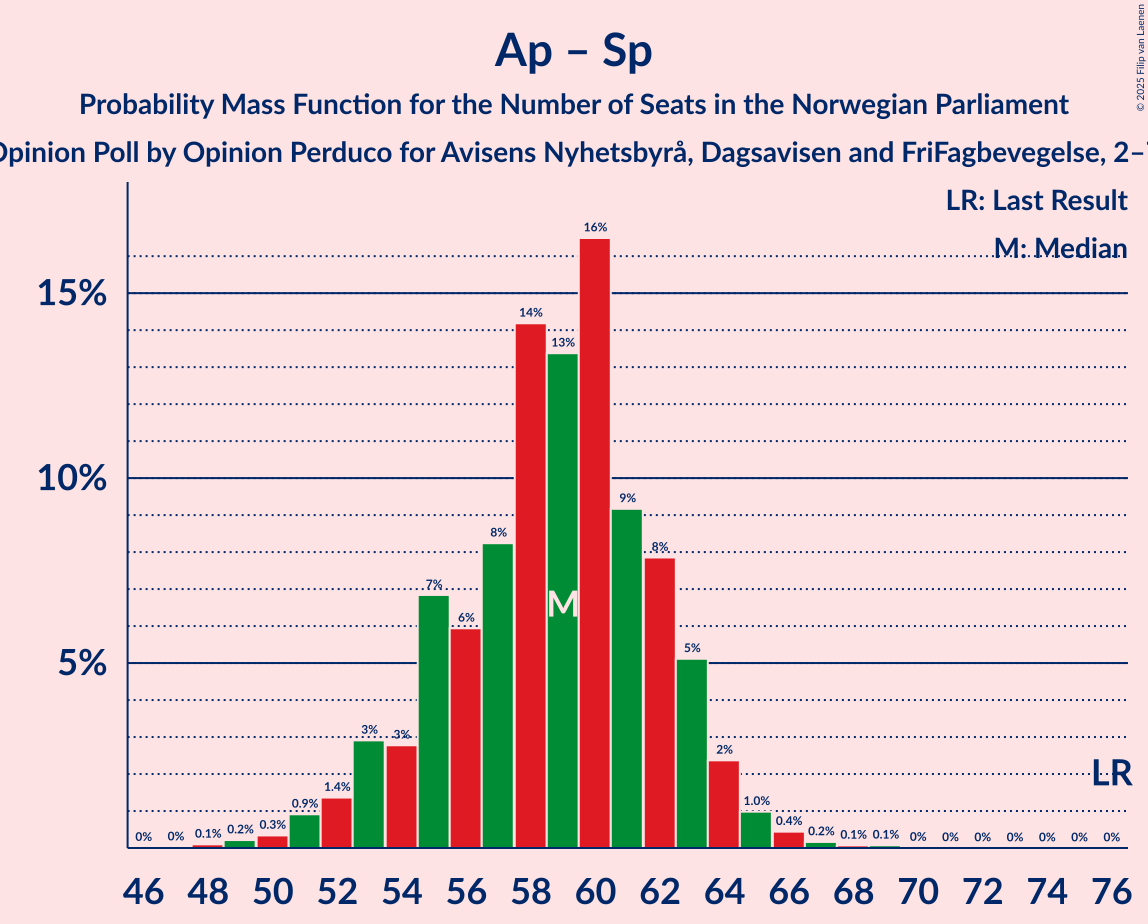 Ap – Sp
Probability Mass Function for the Number of Seats in the Norwegian Parliament
Opinion Poll by Opinion Perduco for Avisens Nyhetsbyrå, Dagsavisen and FriFagbevegelse, 2–
© 2025 Filip van Laenen
LR: Last Result
M: Median
15%
10%
5%
0% 0% 0.1% 0.2% 0.3% 0.9% 1.4% 3% 3% 7% 6% 8% 14% 13% 16% 9% 8% 5% 2% 1.0% 0.4% 0.2% 0.1% 0.1% 0% 0% 0% 0% 0% 0% 0%
M
LR
46 48 50 52 54 56 58 60 62 64 66 68 70 72 74 76